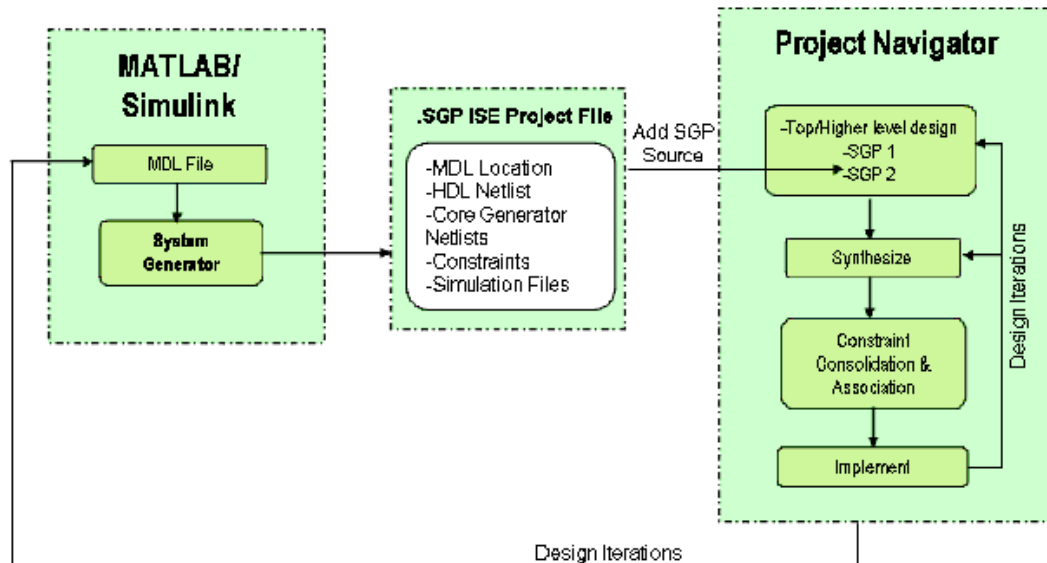 MATLAB/
Simulink
MDL File
System
Generator
.SGP ISE Project File
-MDL Location
-HDL Netlist
-Core Generator
Netlists
-Constraints
-Simulation Files
Add SGP
Source
Project Navigator
-Top/Higher level design
-SGP 1
-SGP 2
Synthesize
Constraint
Consolidation &
Association
Implement
Design Iterations
Design Iterations